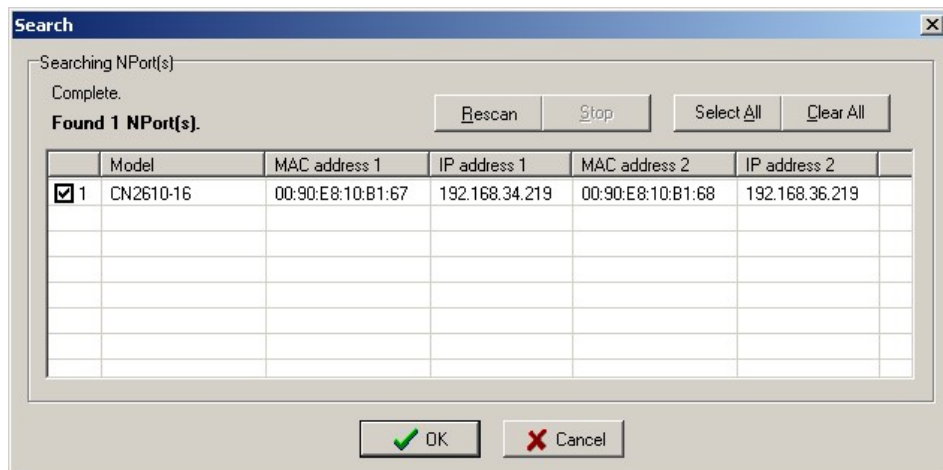 Search
Searching NPort(s)
Complete.
Found 1 NPort(s).
Rescan Stop Select All Clear All
Model MAC address 1 IP address 1 MAC address 2 IP address 2
1 CN2610-16 00:90:E8:10:B1:67 192.168.34.219 00:90:E8:10:B1:68 192.168.36.219
OK Cancel